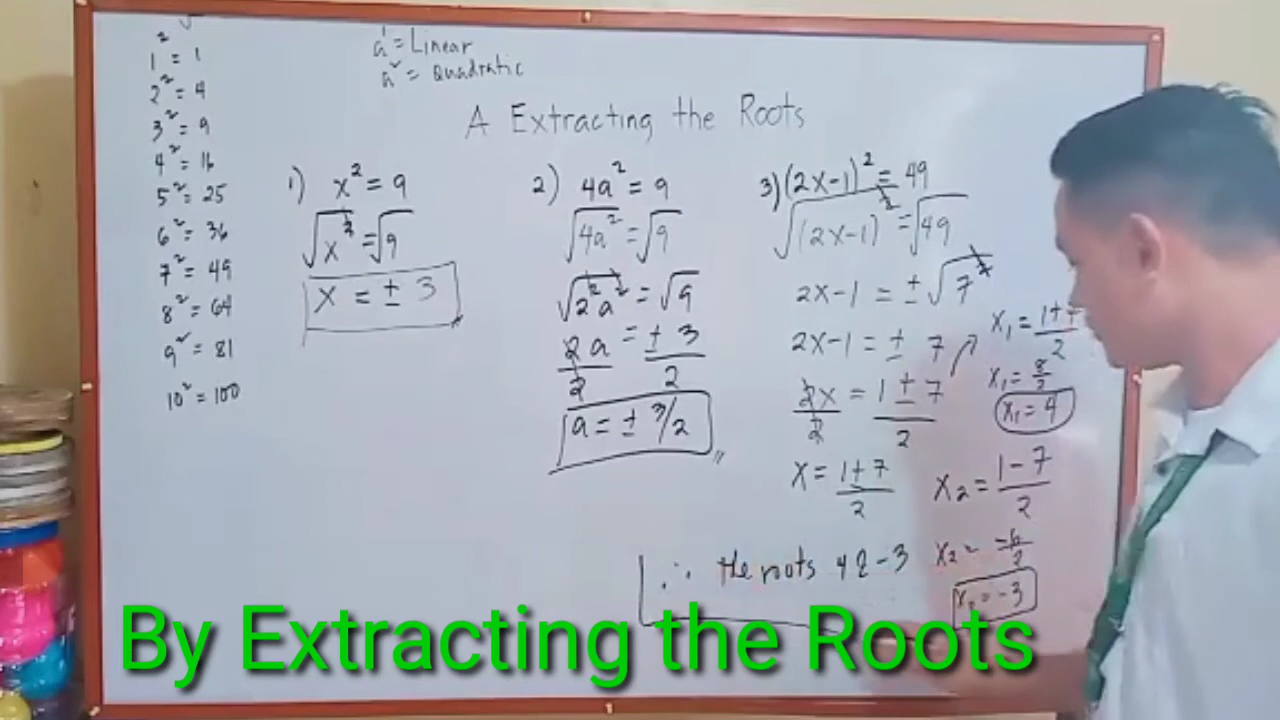 1² = 1
2² = 4
3² = 9
4² = 16
5² = 25
6² = 36
7² = 49
8² = 64
9² = 81
10² = 100
a¹ = Linear
a² = Quadratic
A Extracting the Roots
1) x² = 9
√x² = √9
x = ± 3
2) 4a² = 9
√4a² = √9
√2²a² = √9
2a/2 = ± 3/2
a = ± 3/2
3) (2x-1)² = 49
√(2x-1)² = √49
2x-1 = ±√7²
2x-1 = ± 7
2x/2 = 1 ± 7/2
x = 1+7/2
x₁ = 1+7/2
x₁ = 8/2
x₁ = 4
x₂ = 1-7/2
x₂ = -6/2
x₂ = -3
∴ the roots 4 & -3
By Extracting the Roots